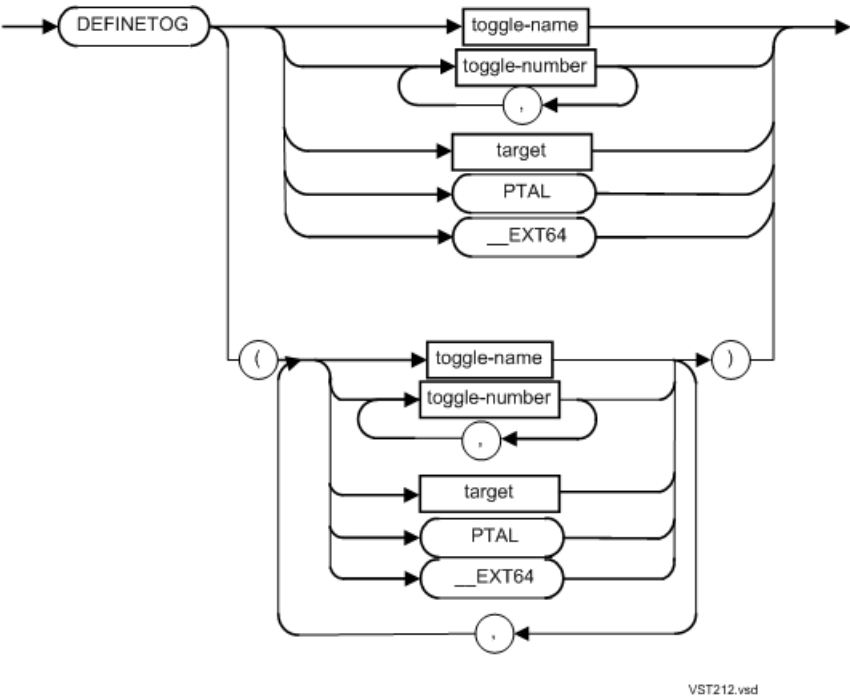 DEFINETOG
toggle-name
toggle-number
,
target
PTAL
__EXT64
(
toggle-name
)
toggle-number
,
target
PTAL
__EXT64
,
VST212.vsd